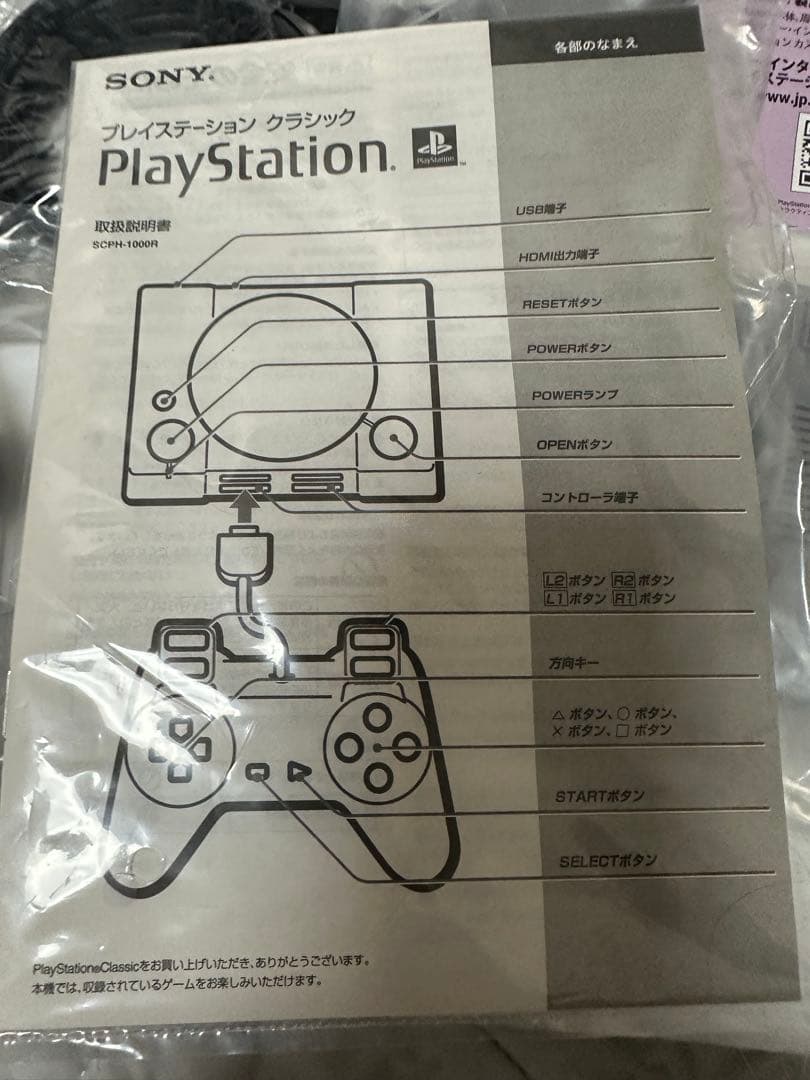 SONY®
プレイステーション クラシック
PlayStation®
PlayStation™
取扱説明書
SCPH-1000R
各部のなまえ
USB端子
HDMI出力端子
RESETボタン
POWERボタン
POWERランプ
OPENボタン
コントローラ端子
L2ボタン R2ボタン
L1ボタン R1ボタン
方向キー
△ボタン、○ボタン、
×ボタン、□ボタン
STARTボタン
SELECTボタン
PlayStation®Classicをお買い上げいただき、ありがとうございます。
本機では、収録されているゲームをお楽しみいただけます。
インタ
ステーシ
www.jp.
PlayStation